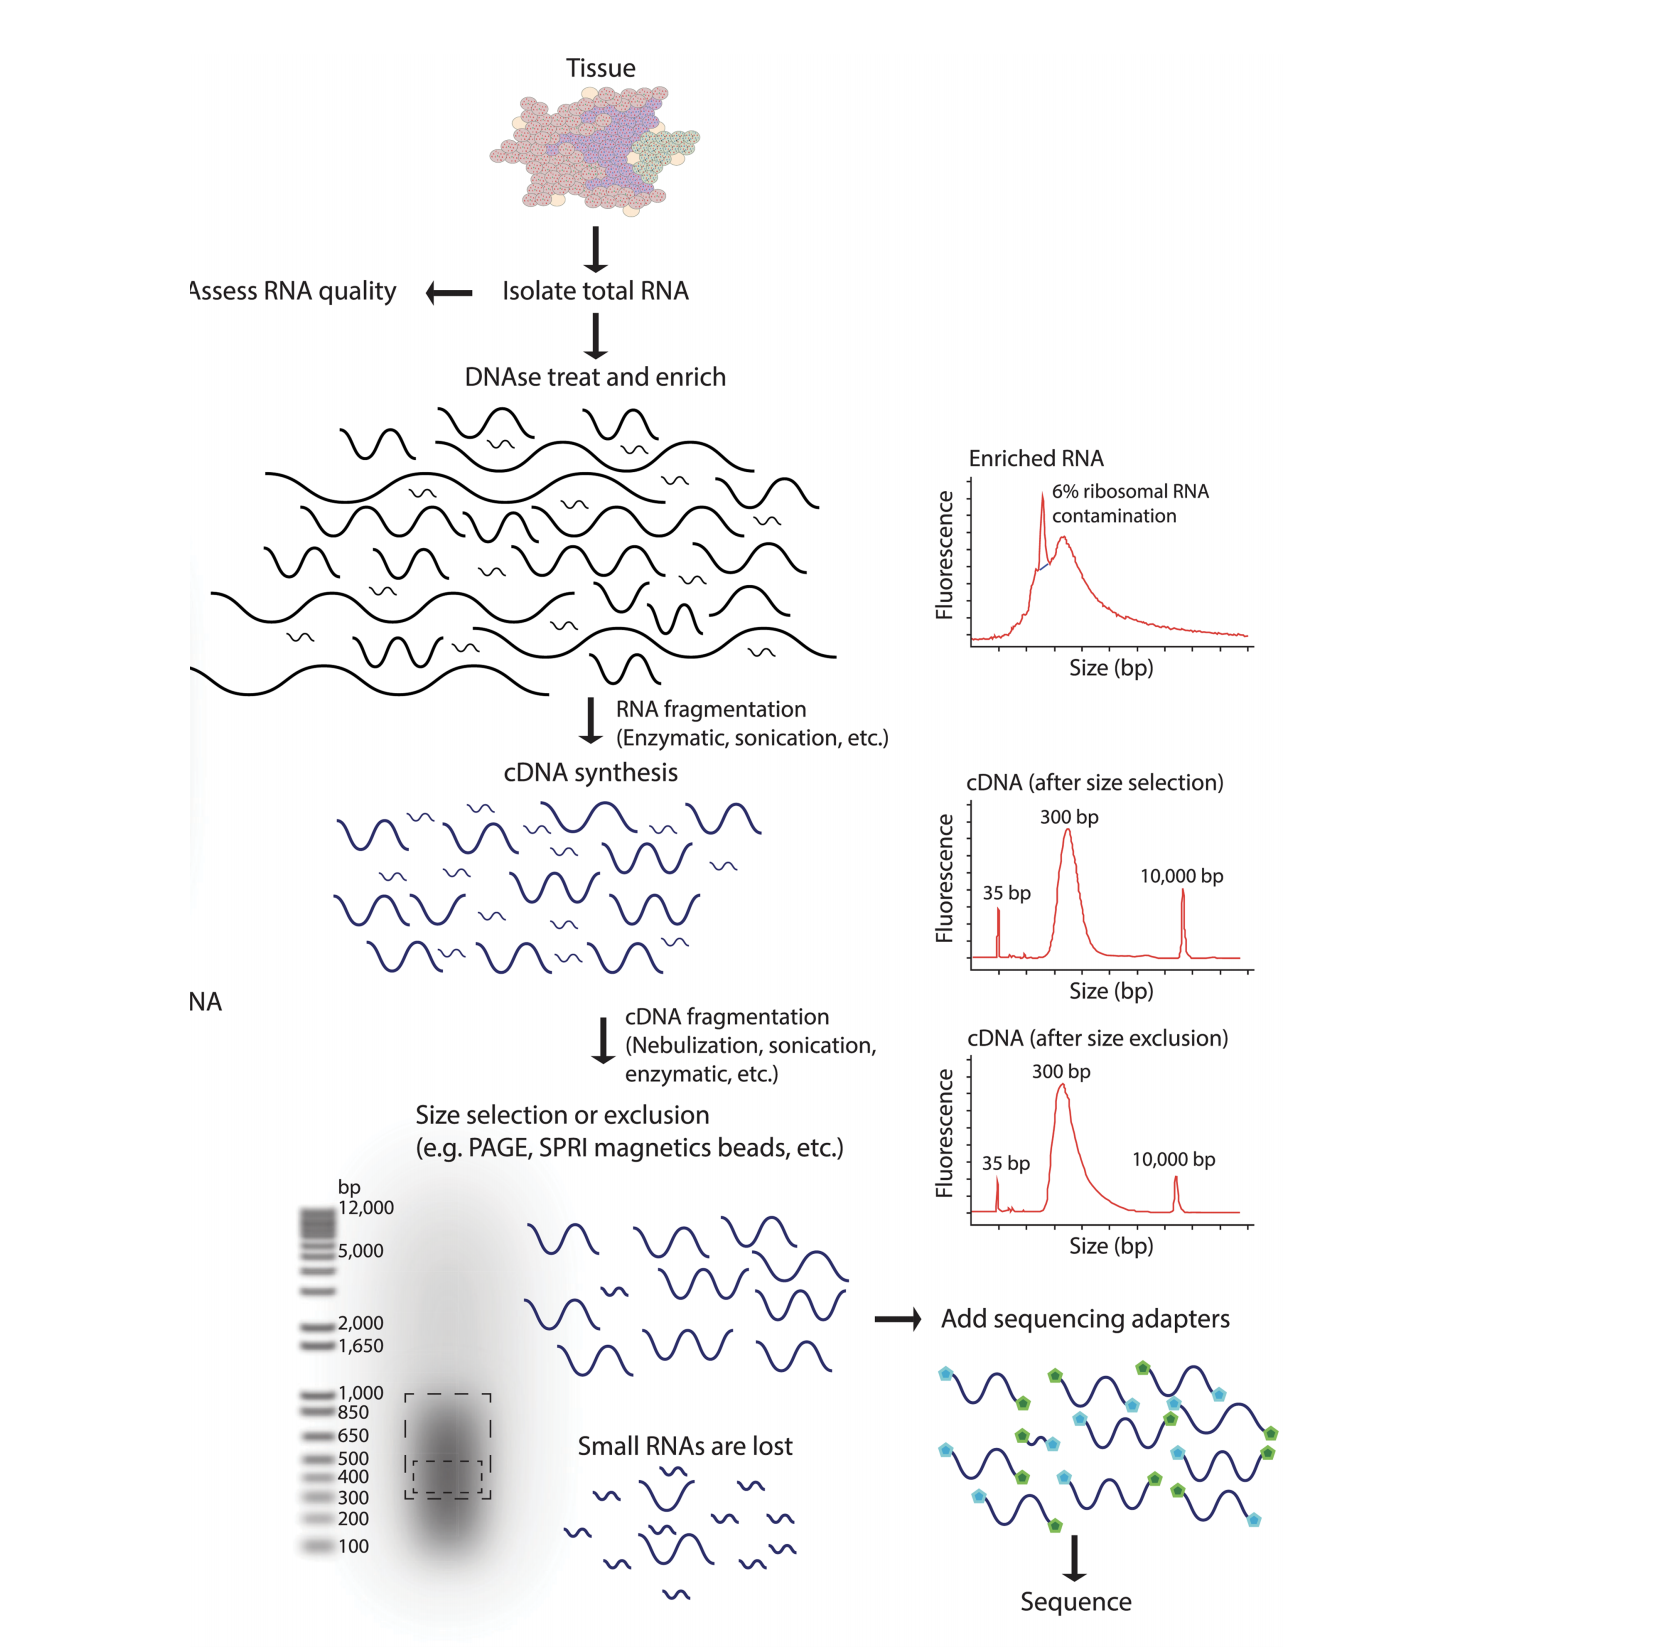 Tissue
Assess RNA quality
Isolate total RNA
DNAse treat and enrich
Enriched RNA
6% ribosomal RNA
contamination
Fluorescence
Size (bp)
RNA fragmentation
(Enzymatic, sonication, etc.)
cDNA synthesis
cDNA (after size selection)
300 bp
35 bp
10,000 bp
Fluorescence
Size (bp)
NA
cDNA fragmentation
(Nebulization, sonication,
enzymatic, etc.)
cDNA (after size exclusion)
300 bp
35 bp
10,000 bp
Fluorescence
Size (bp)
Size selection or exclusion
(e.g. PAGE, SPRI magnetics beads, etc.)
bp
12,000
5,000
2,000
1,650
1,000
850
650
500
400
300
200
100
Small RNAs are lost
Add sequencing adapters
Sequence